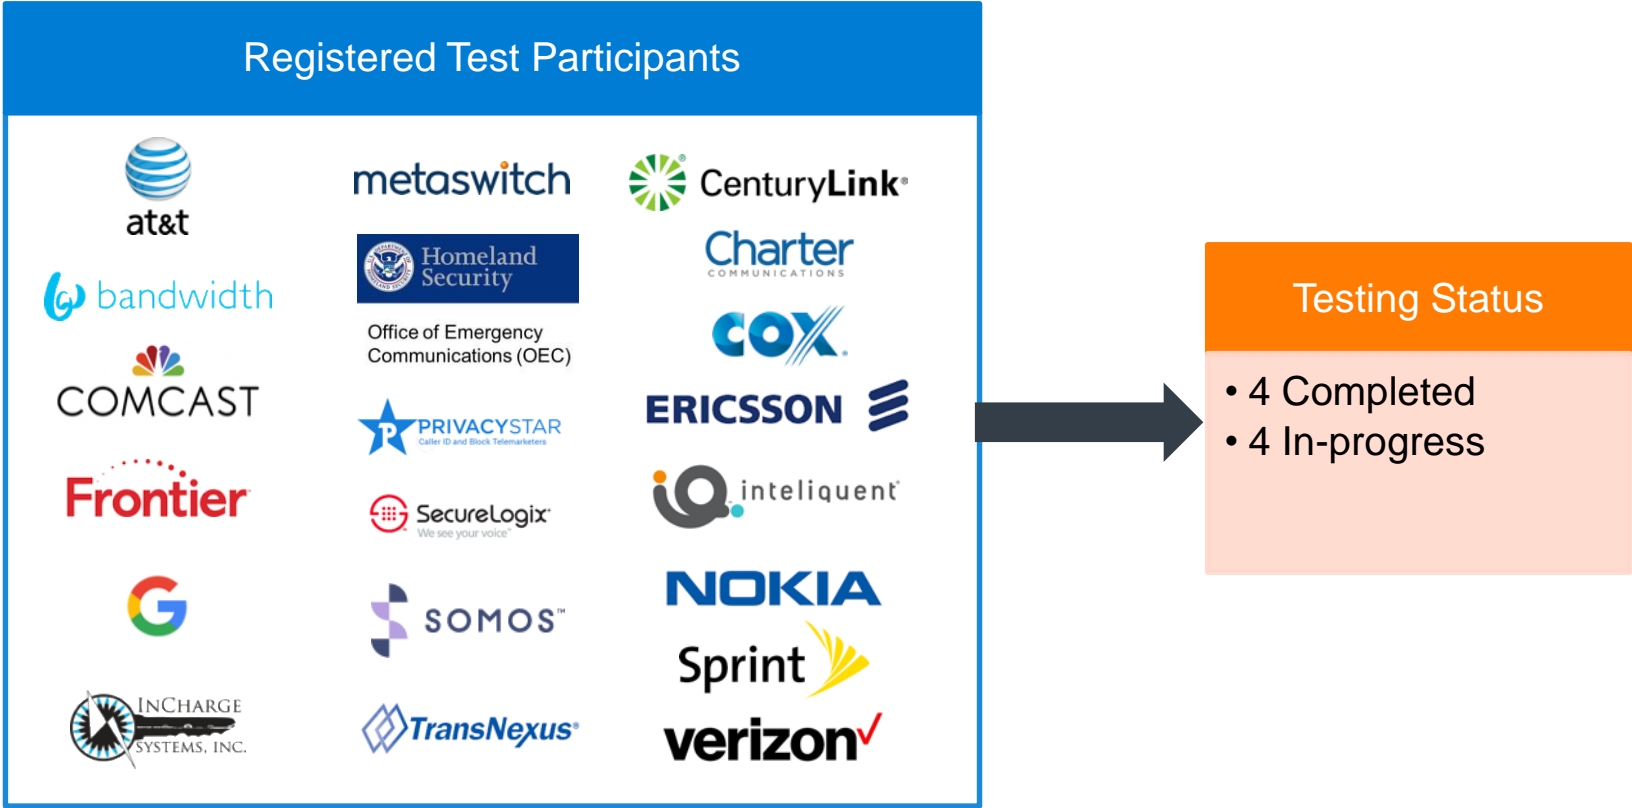 Registered Test Participants
at&t
bandwidth
COMCAST
Frontier
G
INCHARGE
SYSTEMS, INC.
metaswitch
Homeland
Security
Office of Emergency
Communications (OEC)
P
PRIVACYSTAR
Caller ID and Block Telemarketers
SecureLogix
We see your voice™
SOMOS™
TransNexus®
CenturyLink®
Charter
COMMUNICATIONS
COX
ERICSSON
inteliquent
NOKIA
Sprint
verizon
Testing Status
• 4 Completed
• 4 In-progress